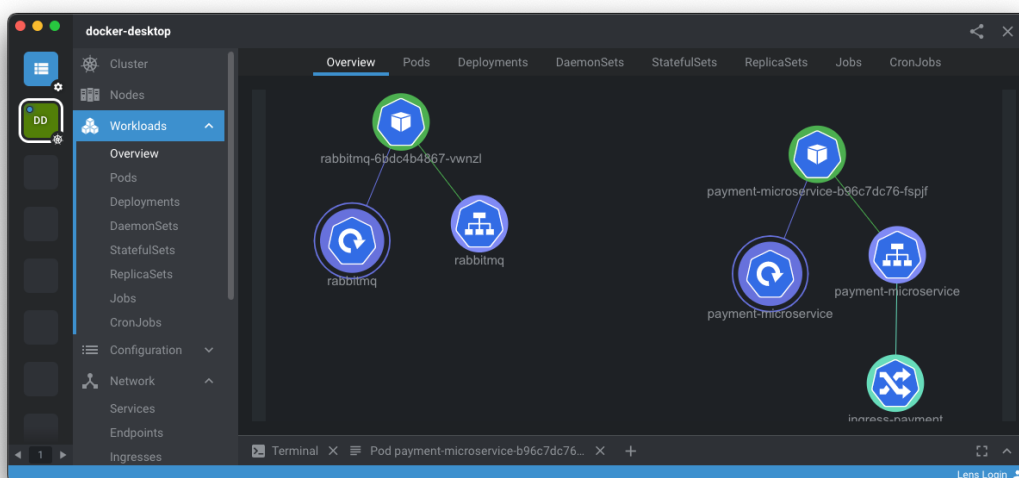 docker-desktop
DD
1
Cluster
Nodes
Workloads
Overview
Pods
Deployments
DaemonSets
StatefulSets
ReplicaSets
Jobs
CronJobs
Configuration
Network
Services
Endpoints
Ingresses
Overview Pods Deployments DaemonSets StatefulSets ReplicaSets Jobs CronJobs
rabbitmq-6bdc4b4867-vwnzl
rabbitmq
rabbitmq
payment-microservice-b96c7dc76-fspjf
payment-microservice
payment-microservice
ingress-payment
Terminal Pod payment-microservice-b96c7dc76...
Lens Login